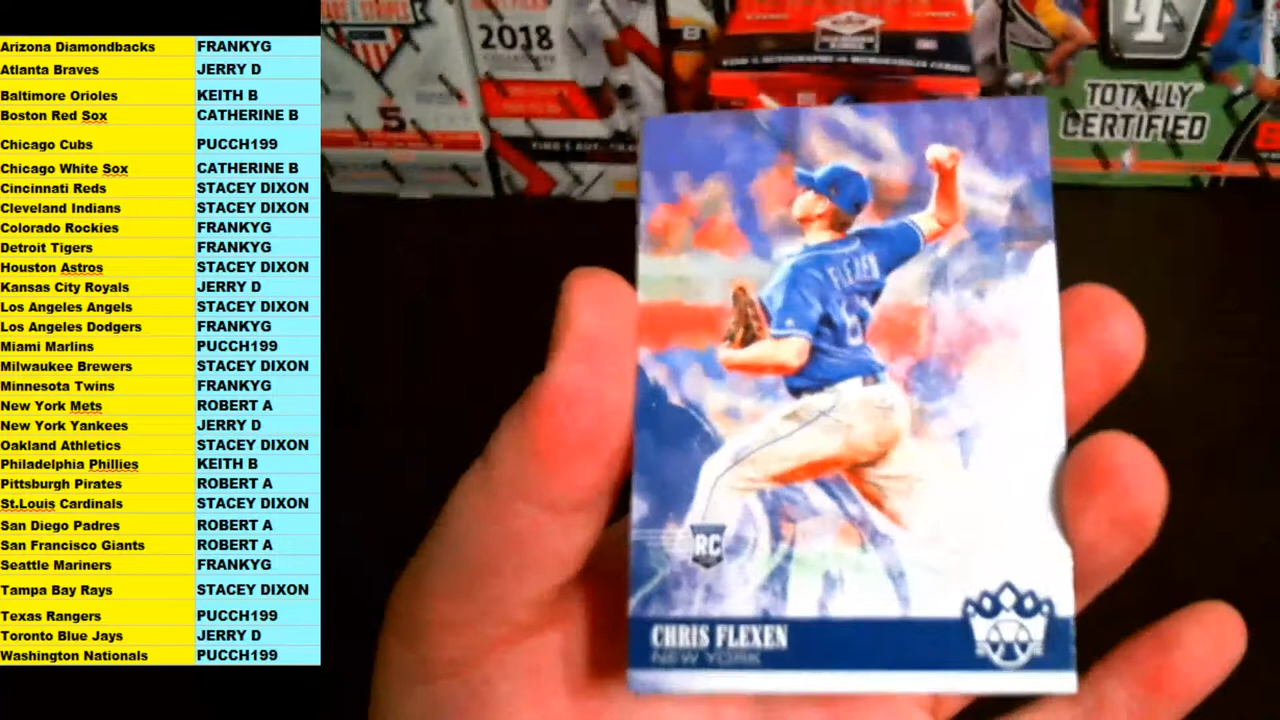 Arizona Diamondbacks FRANKYG
Atlanta Braves JERRY D
Baltimore Orioles KEITH B
Boston Red Sox CATHERINE B
Chicago Cubs PUCCH199
Chicago White Sox CATHERINE B
Cincinnati Reds STACEY DIXON
Cleveland Indians STACEY DIXON
Colorado Rockies FRANKYG
Detroit Tigers FRANKYG
Houston Astros STACEY DIXON
Kansas City Royals JERRY D
Los Angeles Angels STACEY DIXON
Los Angeles Dodgers FRANKYG
Miami Marlins PUCCH199
Milwaukee Brewers STACEY DIXON
Minnesota Twins FRANKYG
New York Mets ROBERT A
New York Yankees JERRY D
Oakland Athletics STACEY DIXON
Philadelphia Phillies KEITH B
Pittsburgh Pirates ROBERT A
St.Louis Cardinals STACEY DIXON
San Diego Padres ROBERT A
San Francisco Giants ROBERT A
Seattle Mariners FRANKYG
Tampa Bay Rays STACEY DIXON
Texas Rangers PUCCH199
Toronto Blue Jays JERRY D
Washington Nationals PUCCH199
2018
5
TOTALLY
CERTIFIED
FLEXEN
RC
CHRIS FLEXEN
NEW YORK